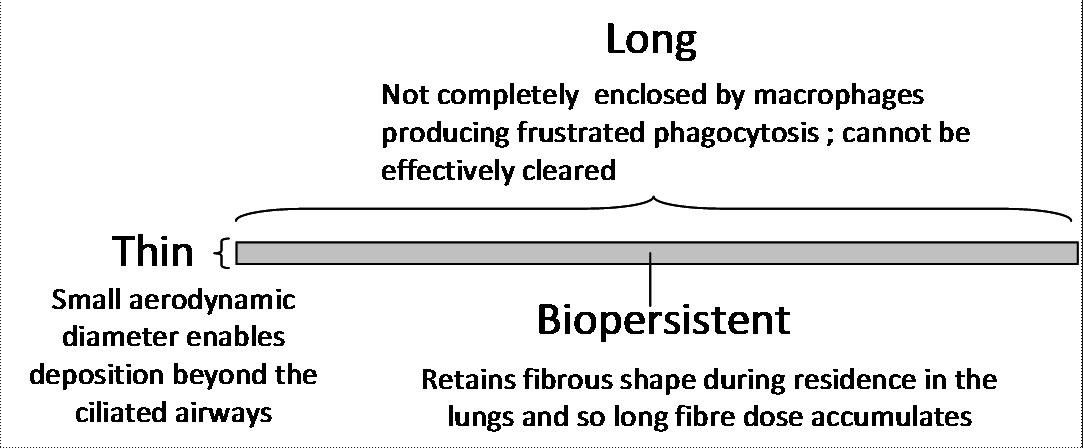 Long
Not completely enclosed by macrophages
producing frustrated phagocytosis ; cannot be
effectively cleared
Thin
Small aerodynamic
diameter enables
deposition beyond the
ciliated airways
Biopersistent
Retains fibrous shape during residence in the
lungs and so long fibre dose accumulates